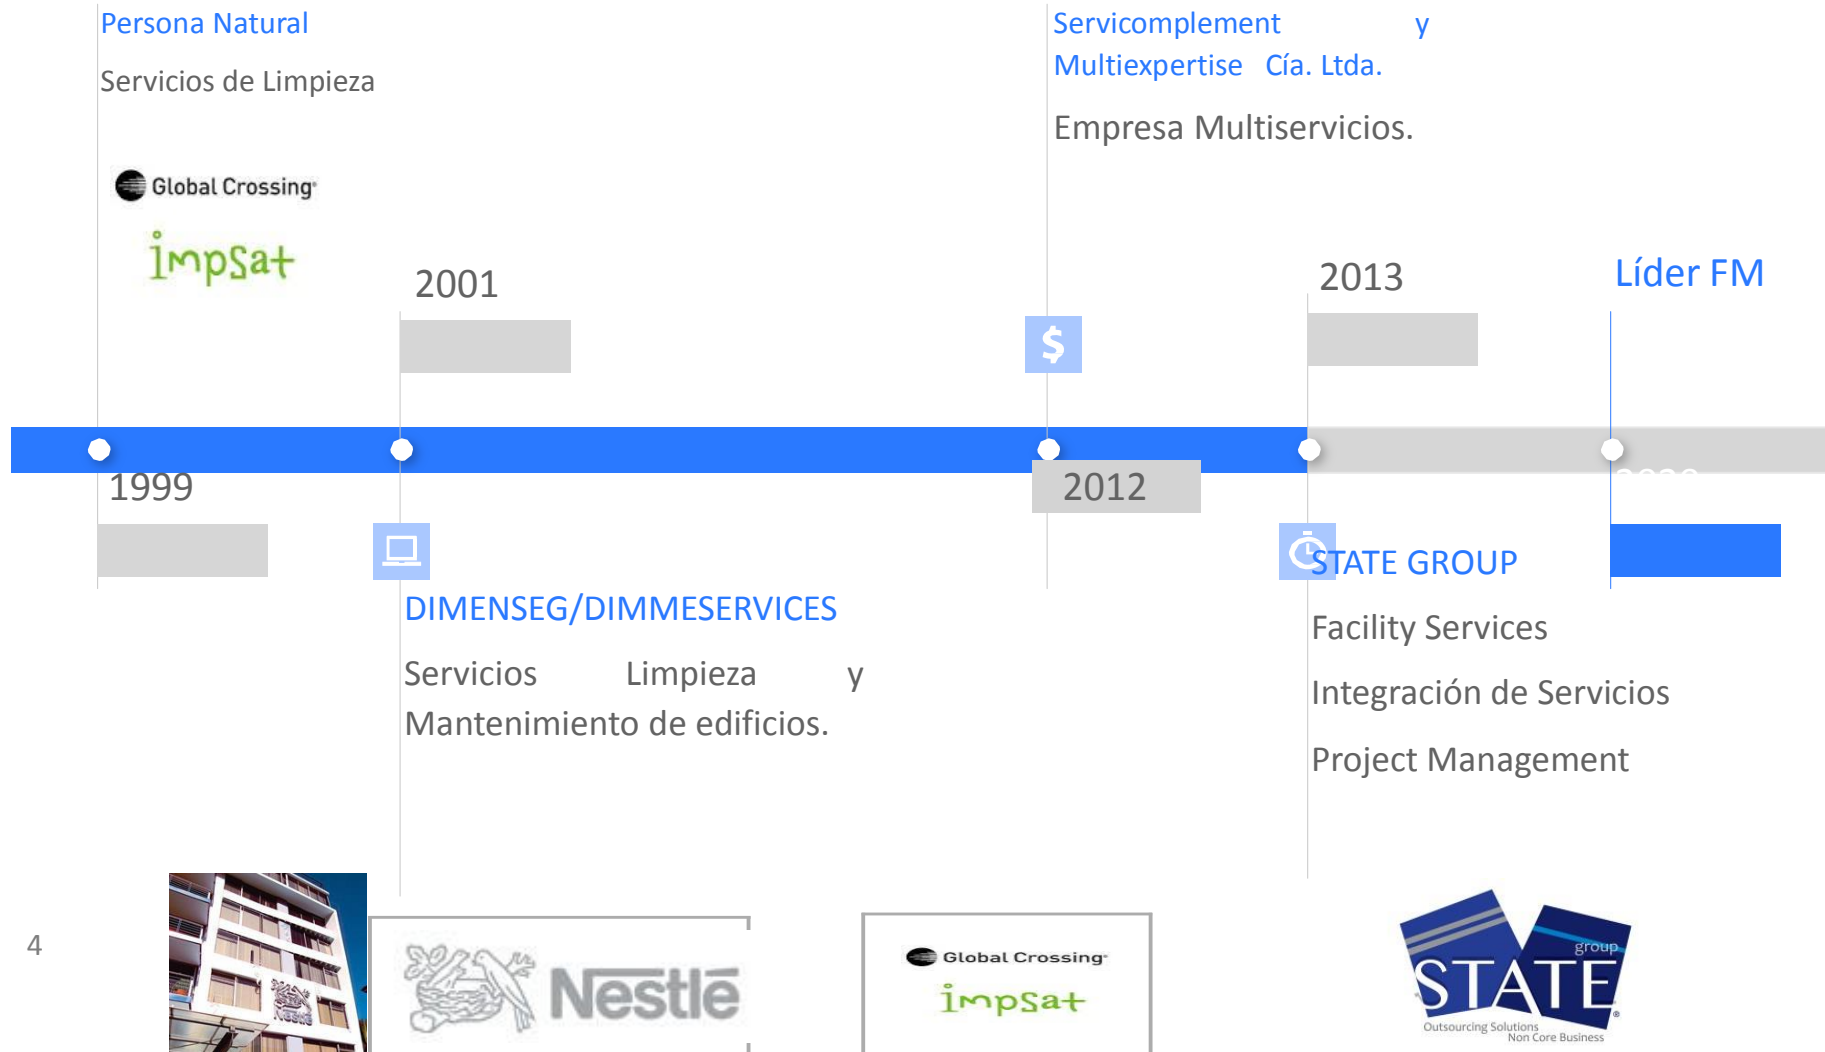 Persona Natural
Servicios de Limpieza
Global Crossing
impsat
Servicomplement y
Multiexpertise Cía. Ltda.
Empresa Multiservicios.
2001
2013
Líder FM
1999
2012
DIMENSEG/DIMMESERVICES
Servicios Limpieza y
Mantenimiento de edificios.
STATE GROUP
Facility Services
Integración de Servicios
Project Management
4
Nestlé
Nestlé
Global Crossing
impsat
group
STATE
Outsourcing Solutions
Non Core Business